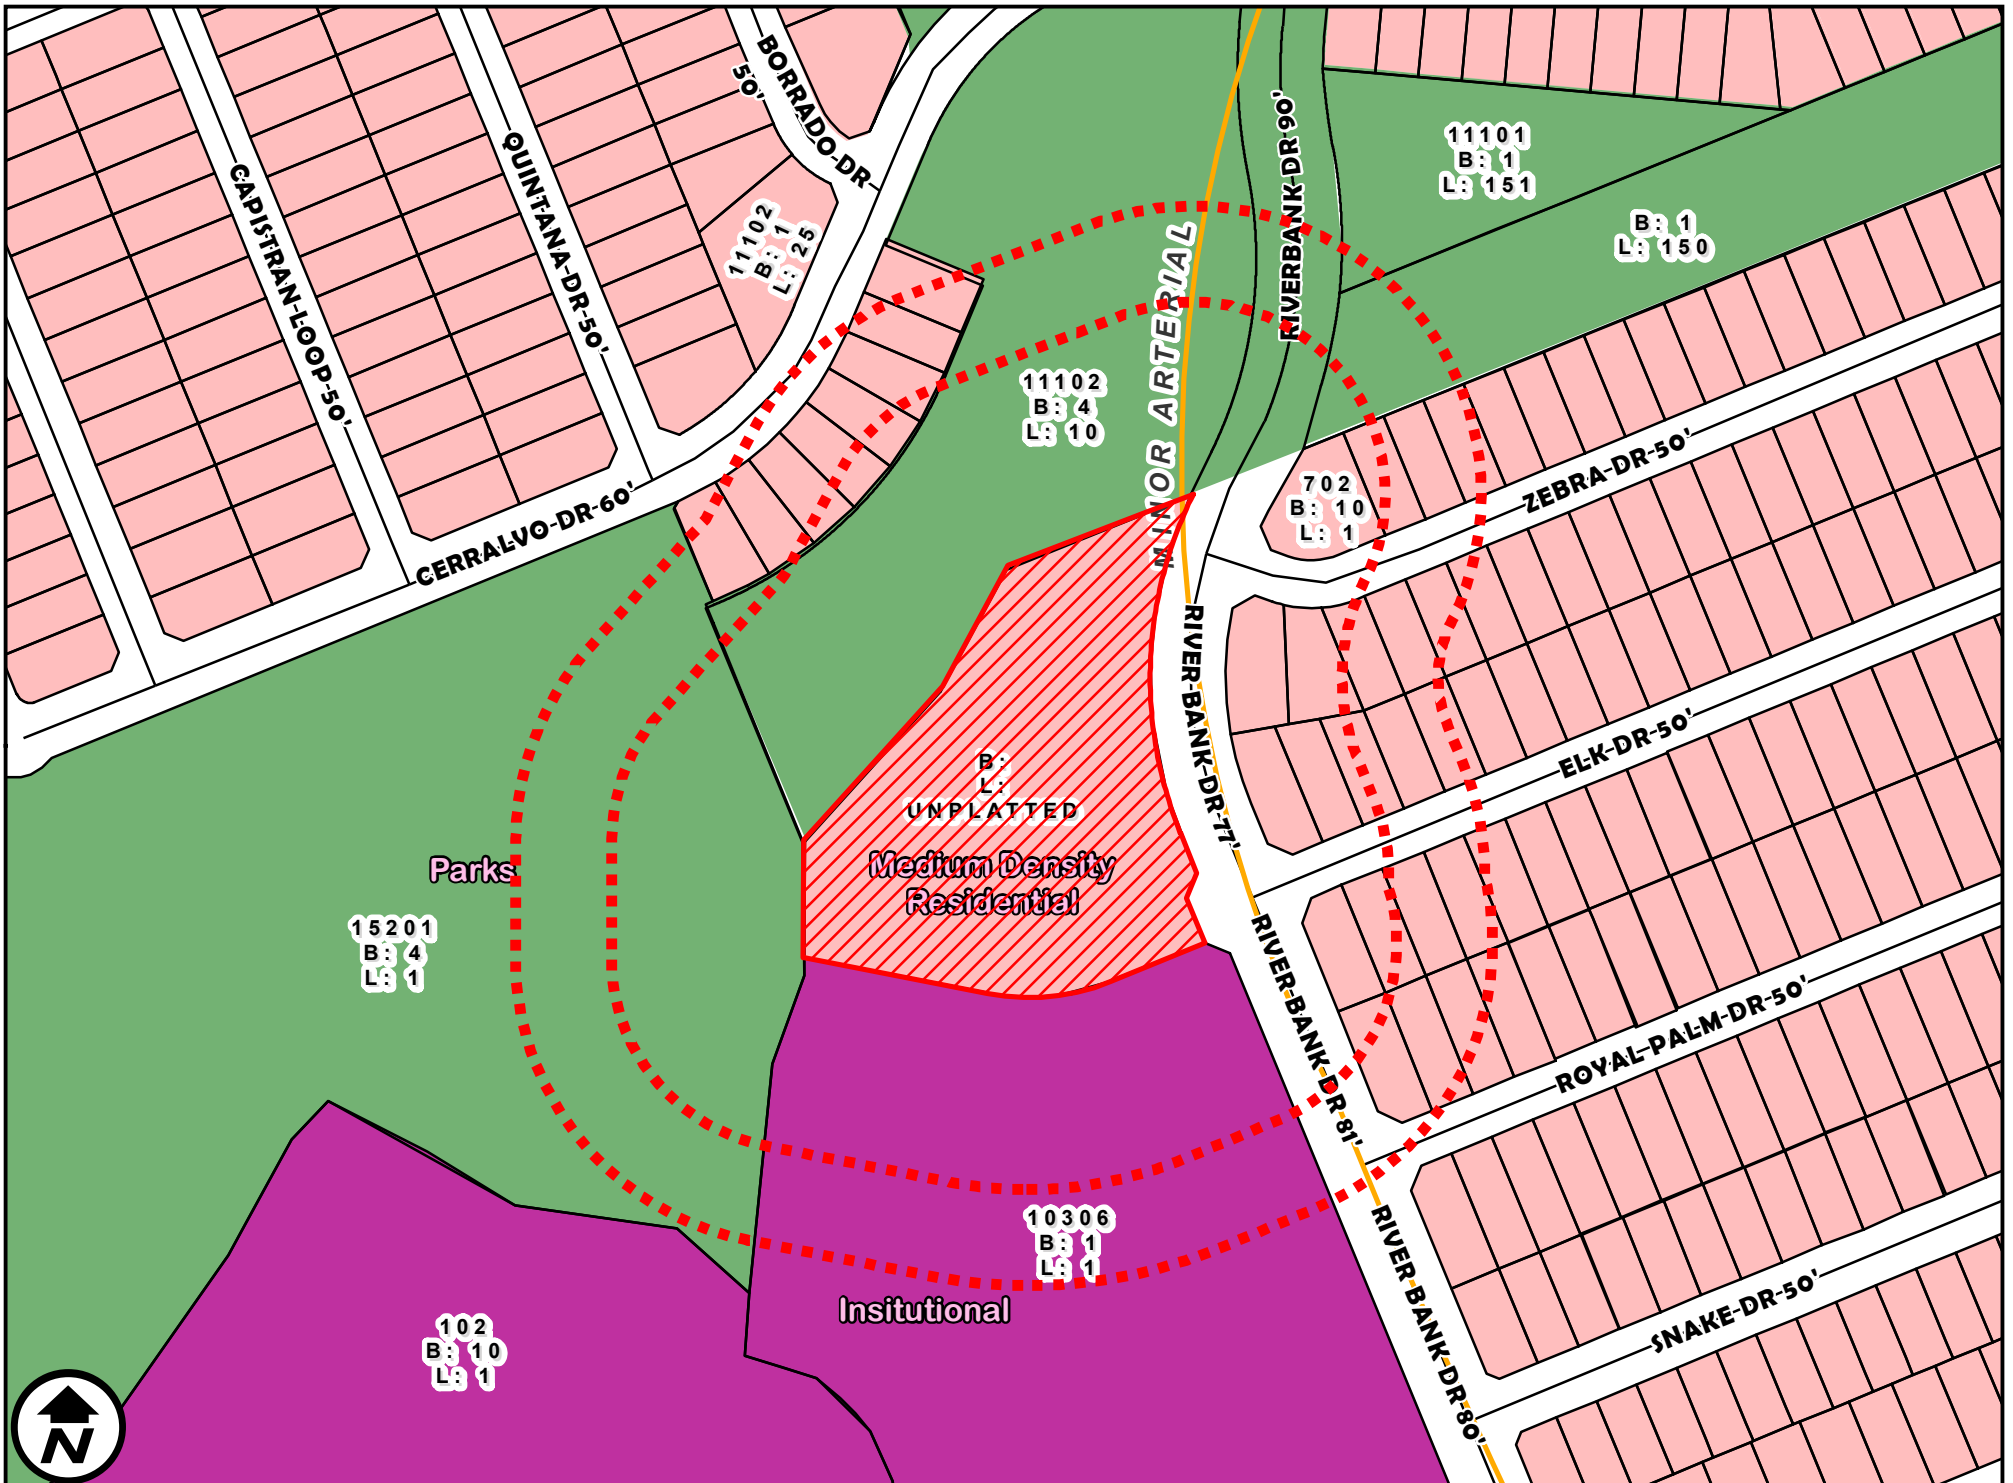 BORRADO-DR
50'
QUINTANA-DR-50'
CAPISTRAN-LOOP-50'
CERRALVO-DR-60'
11102
B: 1
L: 25
RIVERBANK-DR-90'
MINOR ARTERIAL
11101
B: 1
L: 151
B: 1
L: 150
11102
B: 4
L: 10
702
B: 10
L: 1
ZEBRA-DR-50'
ELK-DR-50'
RIVER-BANK-DR-77'
B:
L:
UNPLATTED
Medium Density
Residential
Parks
15201
B: 4
L: 1
RIVER-BANK-DR-81'
ROYAL-PALM-DR-50'
10306
B: 1
L: 1
Insitutional
RIVER-BANK-DR-80'
SNAKE-DR-50'
102
B: 10
L: 1
N